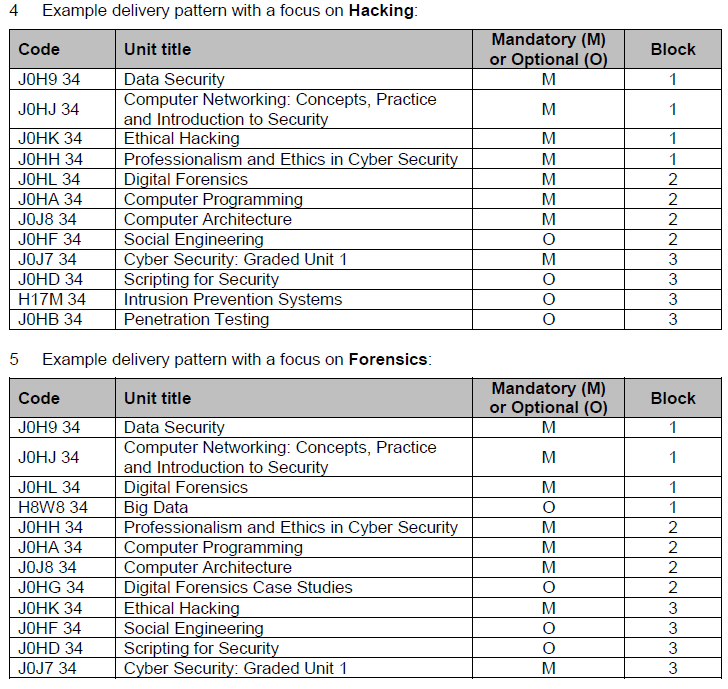 4 Example delivery pattern with a focus on Hacking:
Code Unit title Mandatory (M) or Optional (O) Block
J0H9 34 Data Security M 1
J0HJ 34 Computer Networking: Concepts, Practice and Introduction to Security M 1
J0HK 34 Ethical Hacking M 1
J0HH 34 Professionalism and Ethics in Cyber Security M 1
J0HL 34 Digital Forensics M 2
J0HA 34 Computer Programming M 2
J0J8 34 Computer Architecture M 2
J0HF 34 Social Engineering O 2
J0J7 34 Cyber Security: Graded Unit 1 M 3
J0HD 34 Scripting for Security O 3
H17M 34 Intrusion Prevention Systems O 3
J0HB 34 Penetration Testing O 3
5 Example delivery pattern with a focus on Forensics:
Code Unit title Mandatory (M) or Optional (O) Block
J0H9 34 Data Security M 1
J0HJ 34 Computer Networking: Concepts, Practice and Introduction to Security M 1
J0HL 34 Digital Forensics M 1
H8W8 34 Big Data O 1
J0HH 34 Professionalism and Ethics in Cyber Security M 2
J0HA 34 Computer Programming M 2
J0J8 34 Computer Architecture M 2
J0HG 34 Digital Forensics Case Studies O 2
J0HK 34 Ethical Hacking M 3
J0HF 34 Social Engineering O 3
J0HD 34 Scripting for Security O 3
J0J7 34 Cyber Security: Graded Unit 1 M 3